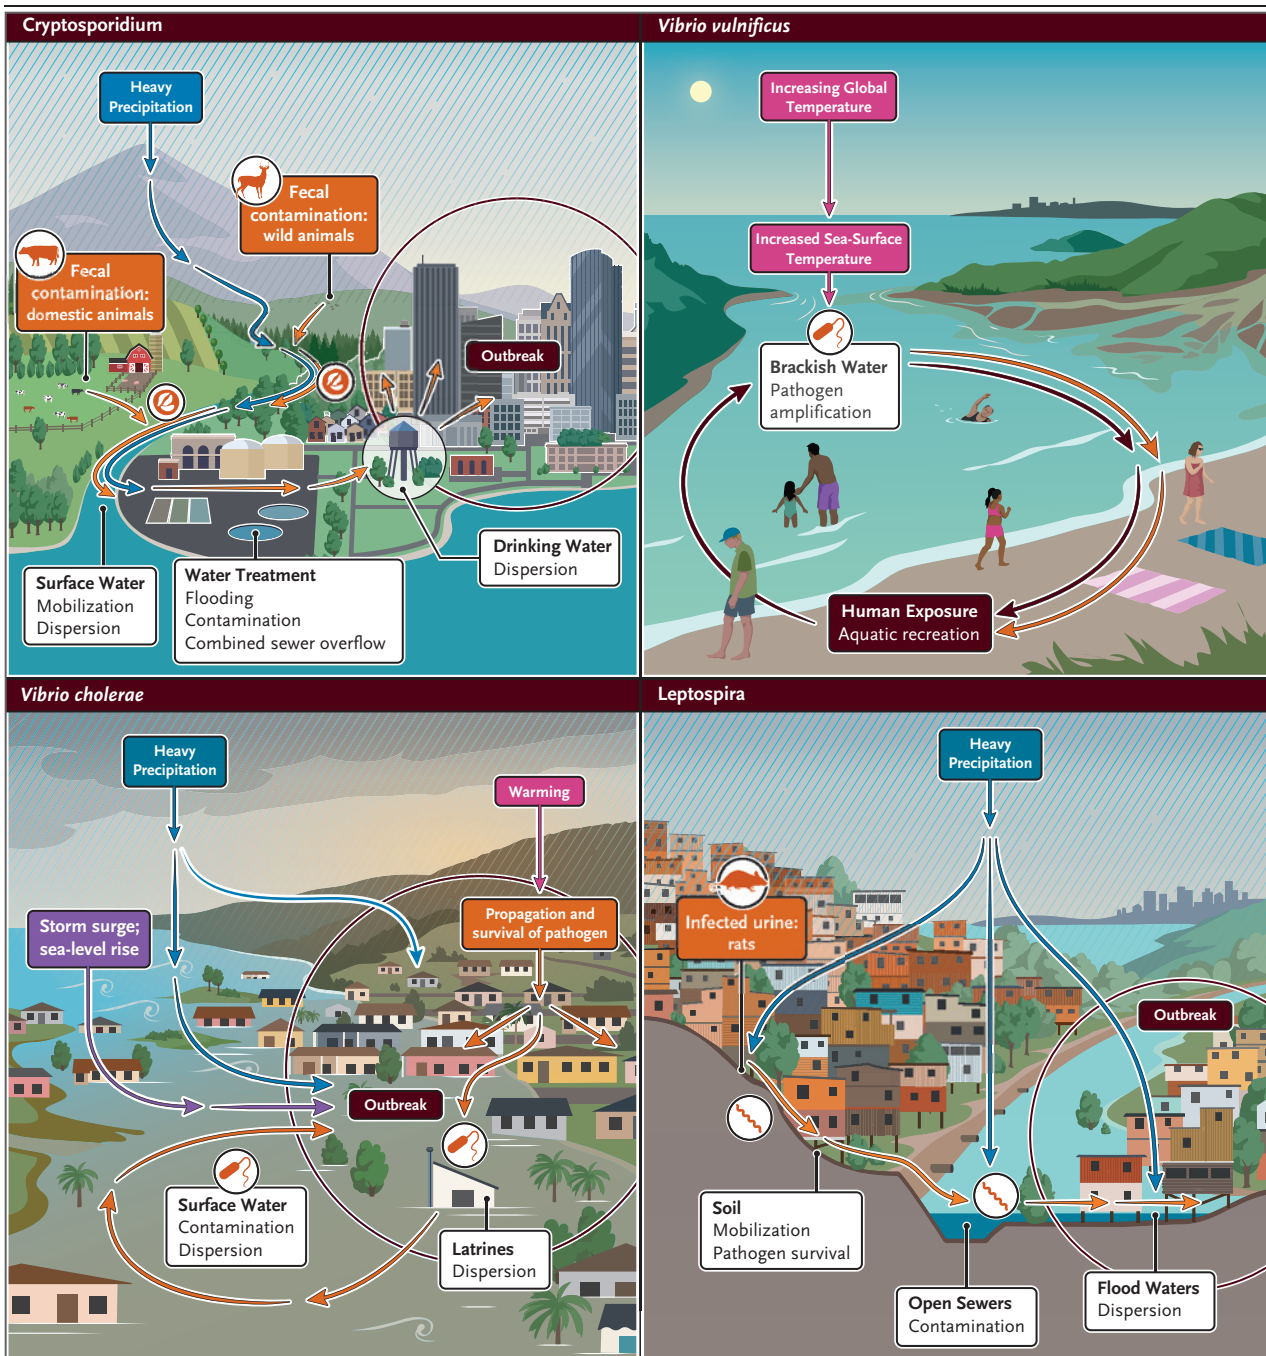 Cryptosporidium
Heavy
Precipitation
Fecal
contamination:
wild animals
Fecal
contamination:
domestic animals
Outbreak
Drinking Water
Dispersion
Surface Water
Mobilization
Dispersion
Water Treatment
Flooding
Contamination
Combined sewer overflow
Vibrio vulnificus
Increasing Global
Temperature
Increased Sea-Surface
Temperature
Brackish Water
Pathogen
amplification
Human Exposure
Aquatic recreation
Vibrio cholerae
Heavy
Precipitation
Warming
Storm surge;
sea-level rise
Propagation and
survival of pathogen
Outbreak
Surface Water
Contamination
Dispersion
Latrines
Dispersion
Leptospira
Heavy
Precipitation
Infected urine:
rats
Outbreak
Soil
Mobilization
Pathogen survival
Open Sewers
Contamination
Flood Waters
Dispersion